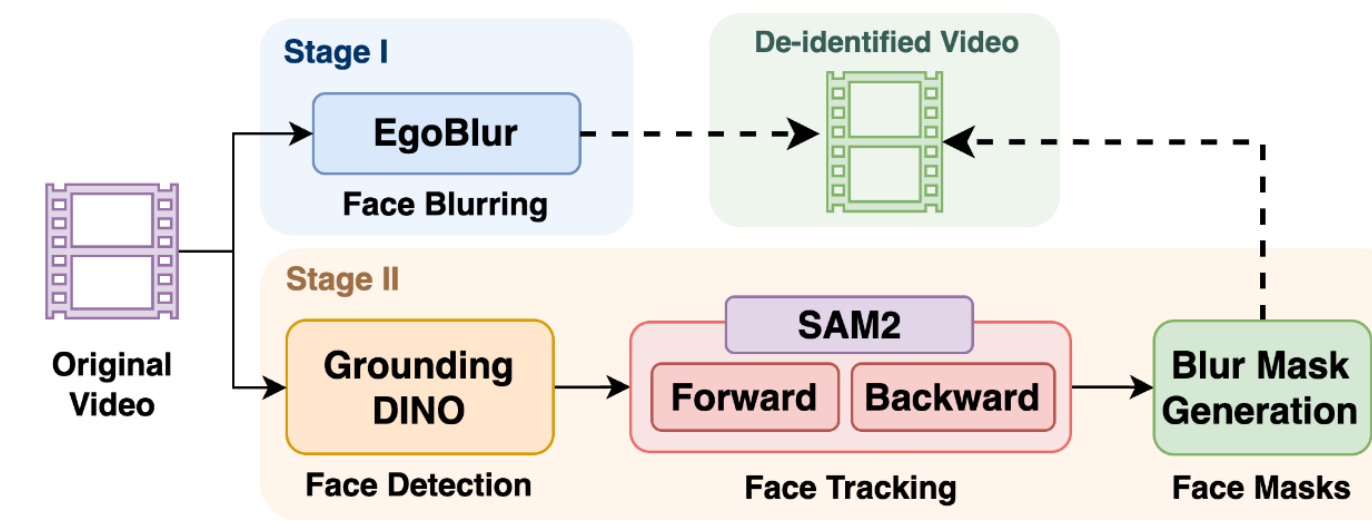 Stage I
EgoBlur
Face Blurring
De-identified Video
Original
Video
Stage II
Grounding
DINO
Face Detection
SAM2
Forward
Backward
Face Tracking
Blur Mask
Generation
Face Masks